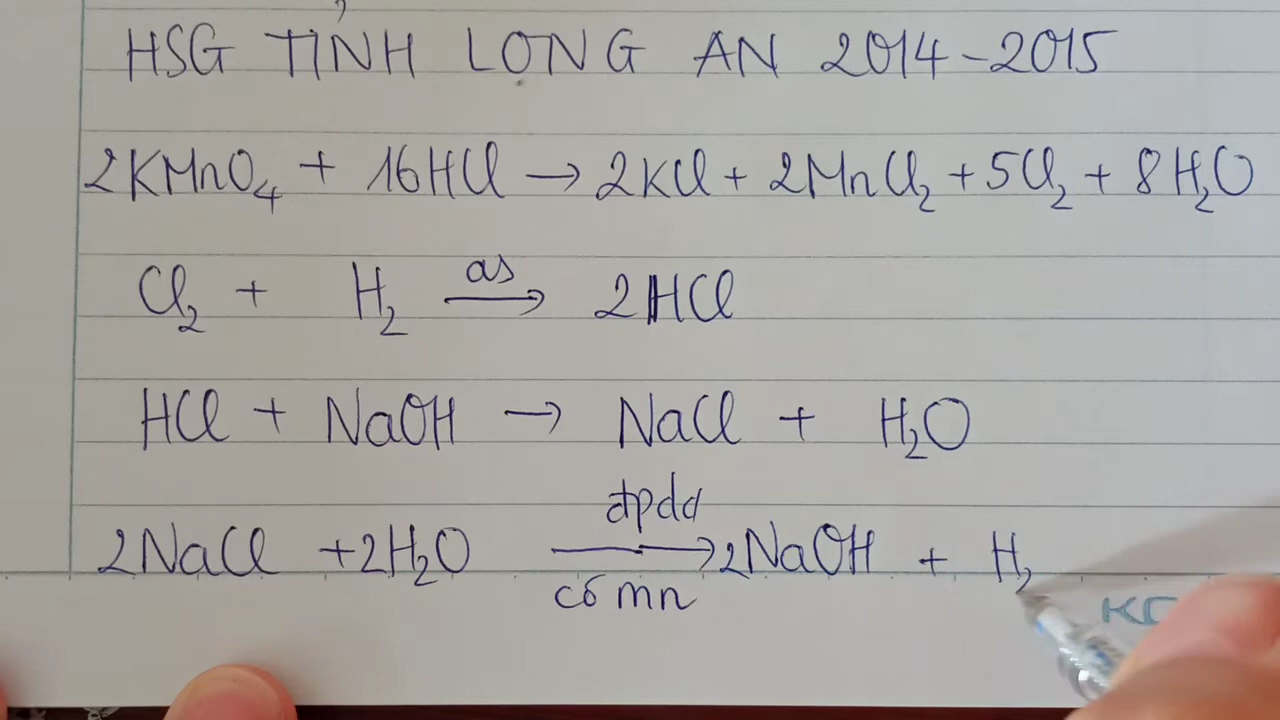 HSG TỈNH LONG AN 2014-2015
2KMnO₄ + 16HCl → 2KCl + 2MnCl₂ + 5Cl₂ + 8H₂O
as
Cl₂ + H₂ → 2HCl
HCl + NaOH → NaCl + H₂O
đpdd
2NaCl + 2H₂O → 2NaOH + H₂
có mn